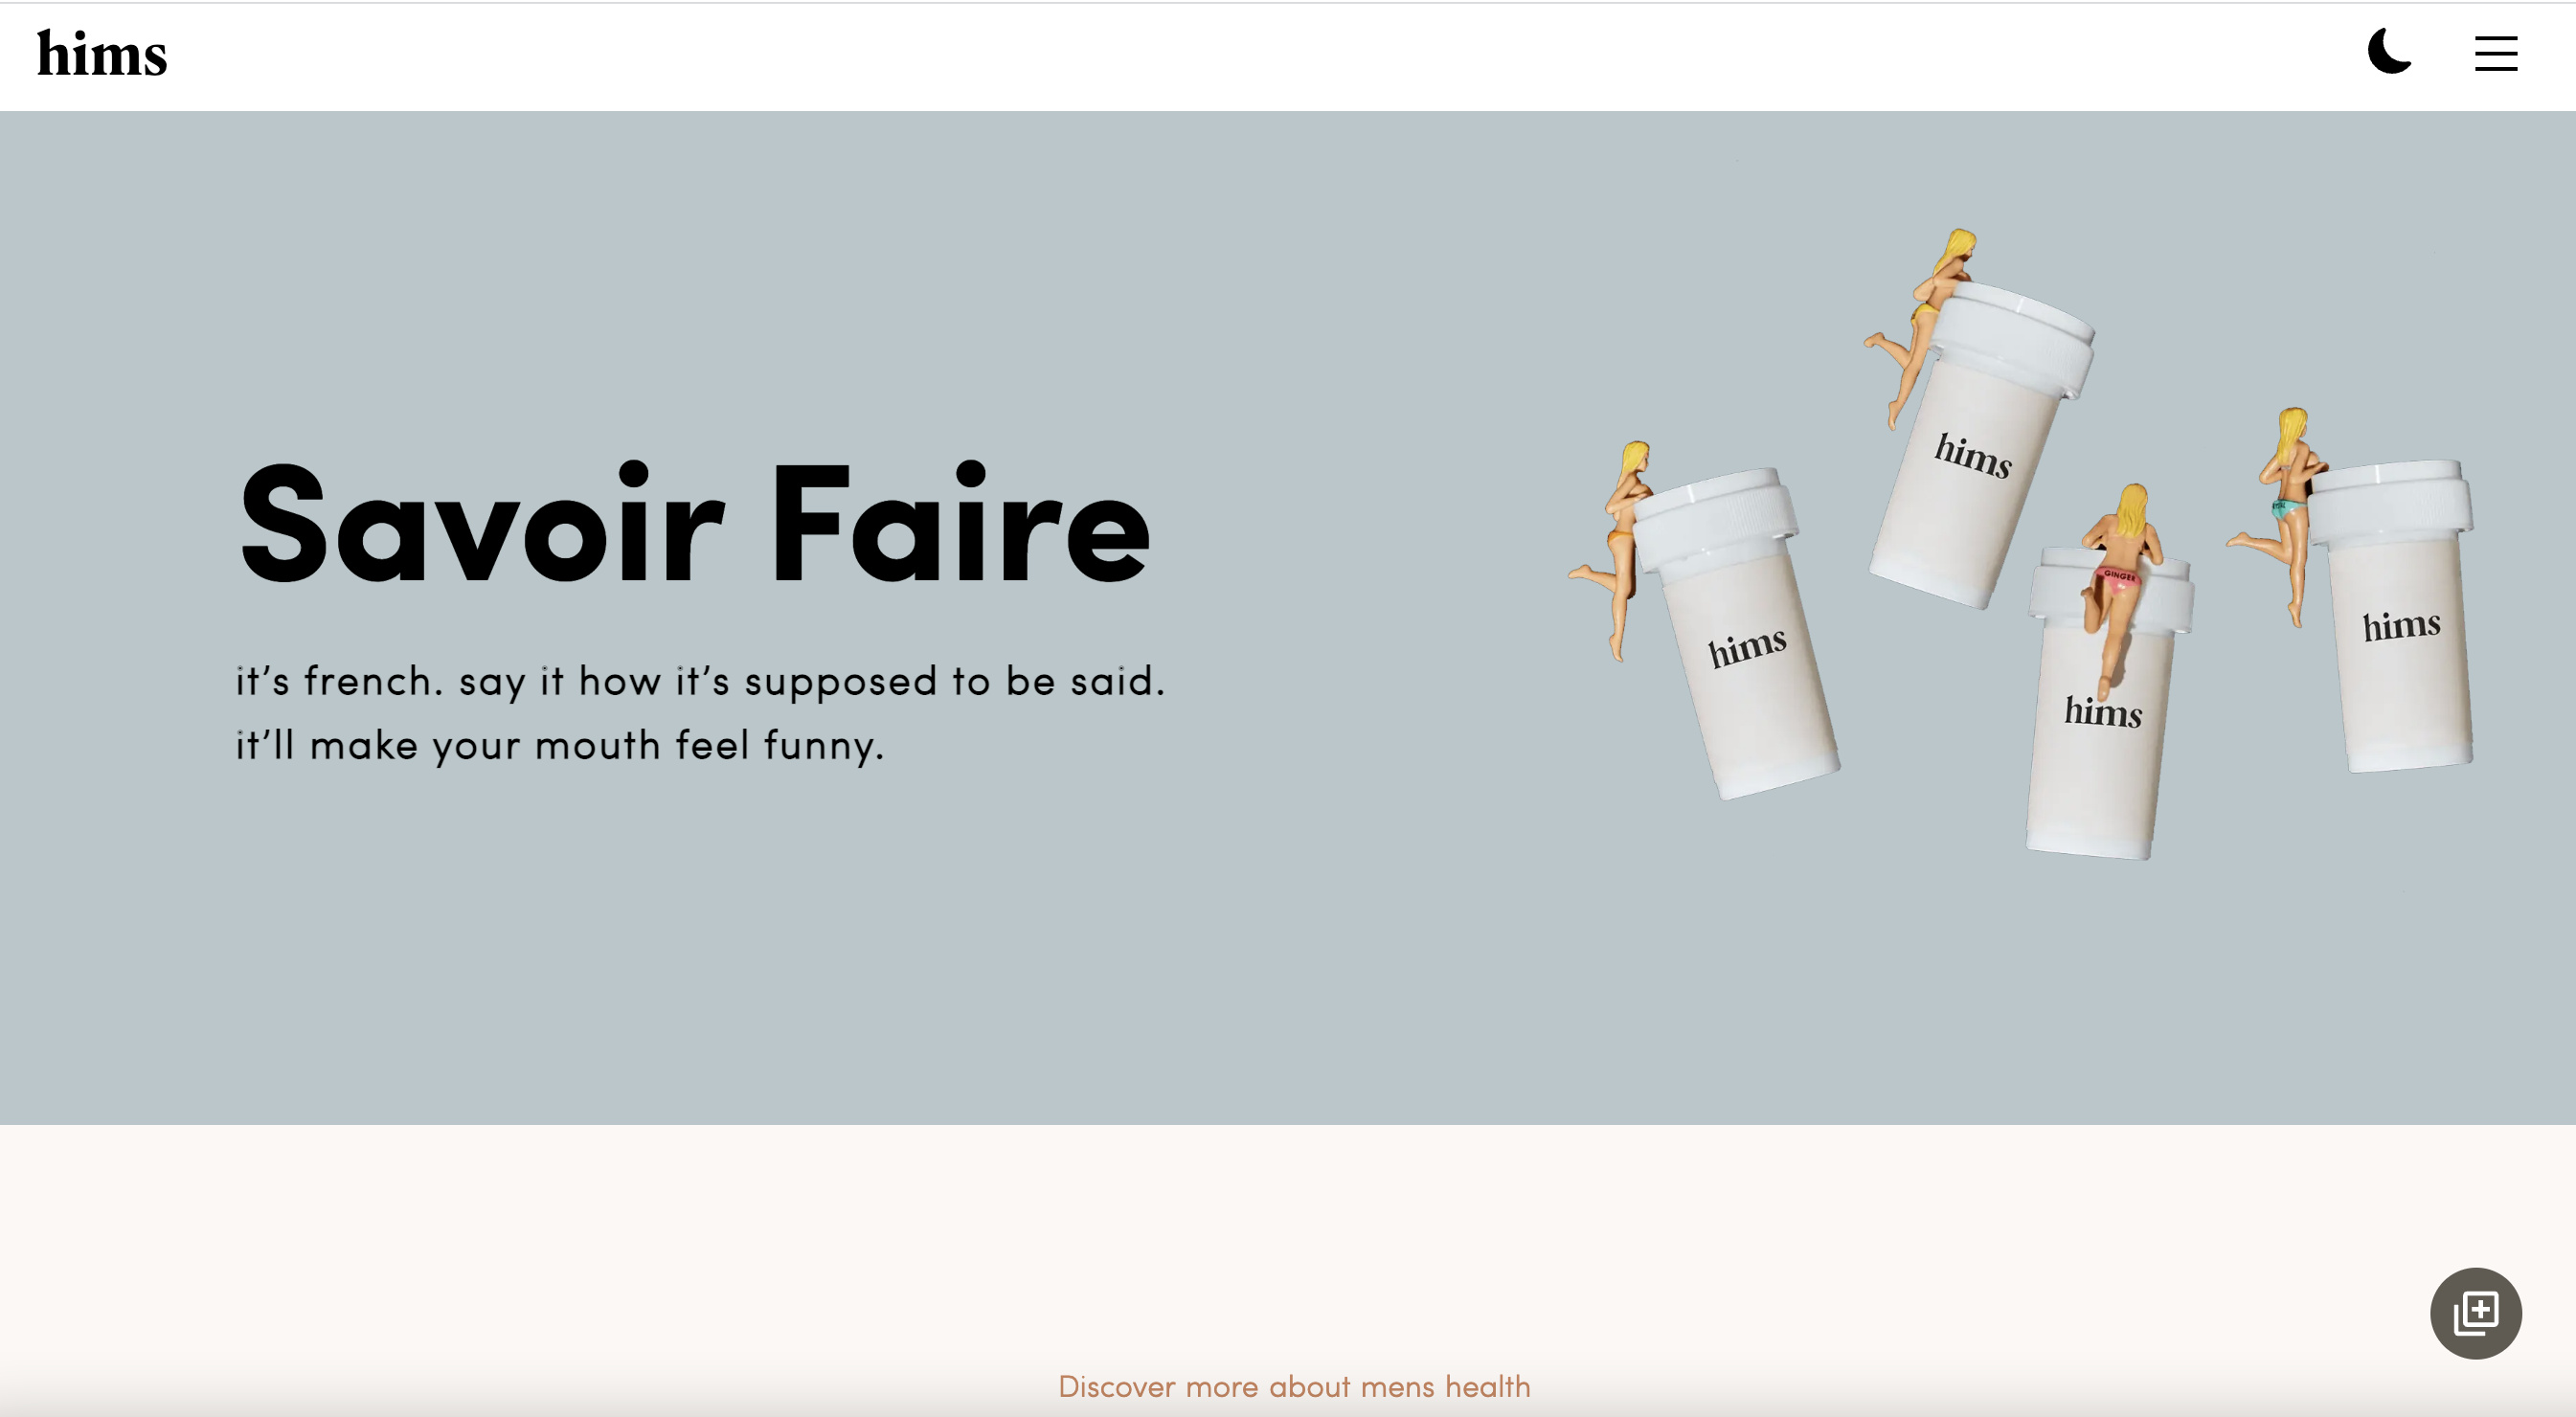 hims
Savoir Faire
it’s french. say it how it’s supposed to be said.
it’ll make your mouth feel funny.
hims
hims
GINGER
hims
hims
Discover more about mens health